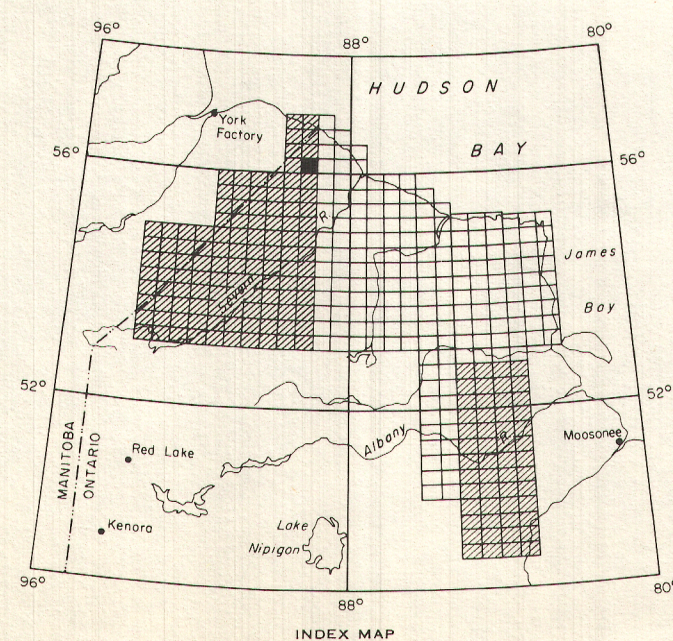 96°
88°
80°
HUDSON
BAY
York
Factory
56°
56°
R.
James
Bay
Severn
52°
52°
MANITOBA
ONTARIO
Red Lake
Albany
R.
Moosonee
Kenora
Lake
Nipigon
96°
88°
80°
INDEX MAP